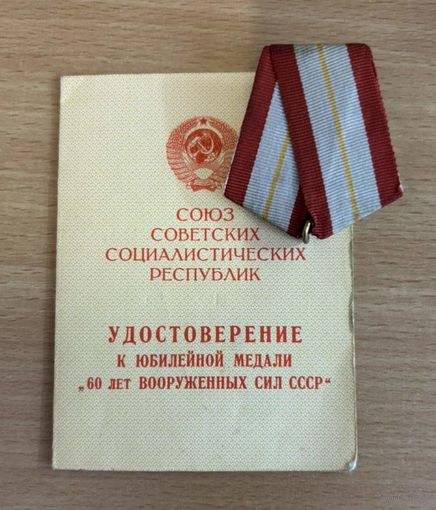 СОЮЗ
СОВЕТСКИХ
СОЦИАЛИСТИЧЕСКИХ
РЕСПУБЛИК
УДОСТОВЕРЕНИЕ
К ЮБИЛЕЙНОЙ МЕДАЛИ
„60 ЛЕТ ВООРУЖЕННЫХ СИЛ СССР“